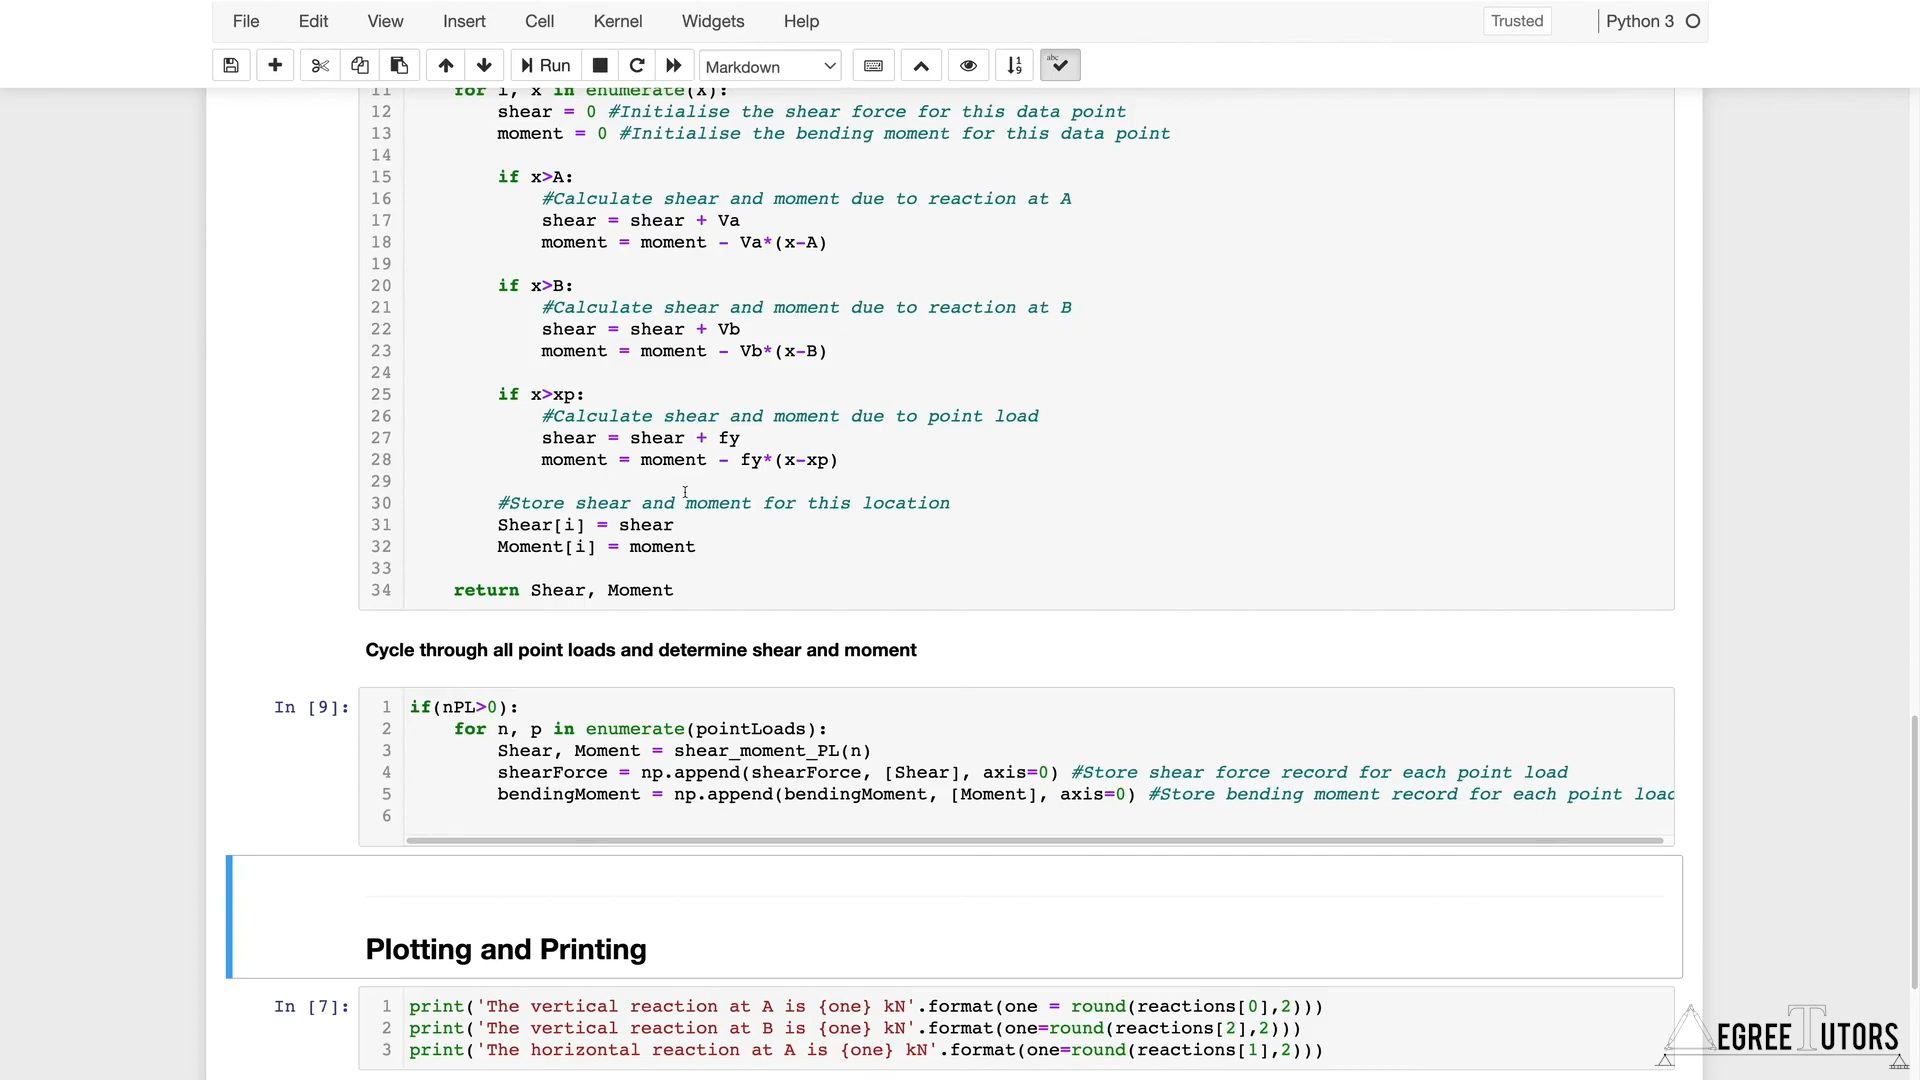 File Edit View Insert Cell Kernel Widgets Help Trusted Python 3
Run Markdown
11 for i, x in enumerate(X):
12 shear = 0 #Initialise the shear force for this data point
13 moment = 0 #Initialise the bending moment for this data point
14
15 if x>A:
16 #Calculate shear and moment due to reaction at A
17 shear = shear + Va
18 moment = moment - Va*(x-A)
19
20 if x>B:
21 #Calculate shear and moment due to reaction at B
22 shear = shear + Vb
23 moment = moment - Vb*(x-B)
24
25 if x>xp:
26 #Calculate shear and moment due to point load
27 shear = shear + fy
28 moment = moment - fy*(x-xp)
29
30 #Store shear and moment for this location
31 Shear[i] = shear
32 Moment[i] = moment
33
34 return Shear, Moment
Cycle through all point loads and determine shear and moment
In [9]: 1 if(nPL>0):
2 for n, p in enumerate(pointLoads):
3 Shear, Moment = shear_moment_PL(n)
4 shearForce = np.append(shearForce, [Shear], axis=0) #Store shear force record for each point load
5 bendingMoment = np.append(bendingMoment, [Moment], axis=0) #Store bending moment record for each point load
6
Plotting and Printing
In [7]: 1 print('The vertical reaction at A is {one} kN'.format(one = round(reactions[0],2)))
2 print('The vertical reaction at B is {one} kN'.format(one=round(reactions[2],2)))
3 print('The horizontal reaction at A is {one} kN'.format(one=round(reactions[1],2)))
DEGREE TUTORS